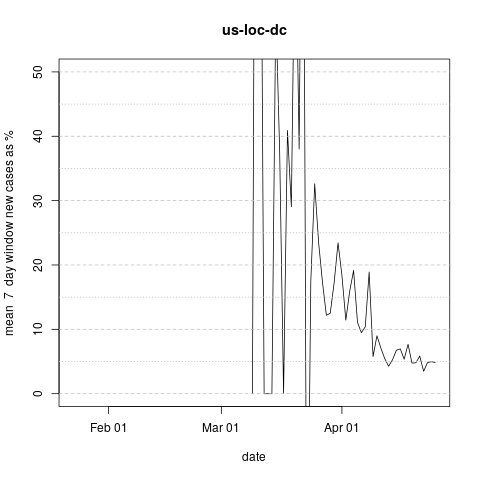 us-loc-dc
mean 7 day window new cases as %
50
40
30
20
10
0
Feb 01
Mar 01
Apr 01
date